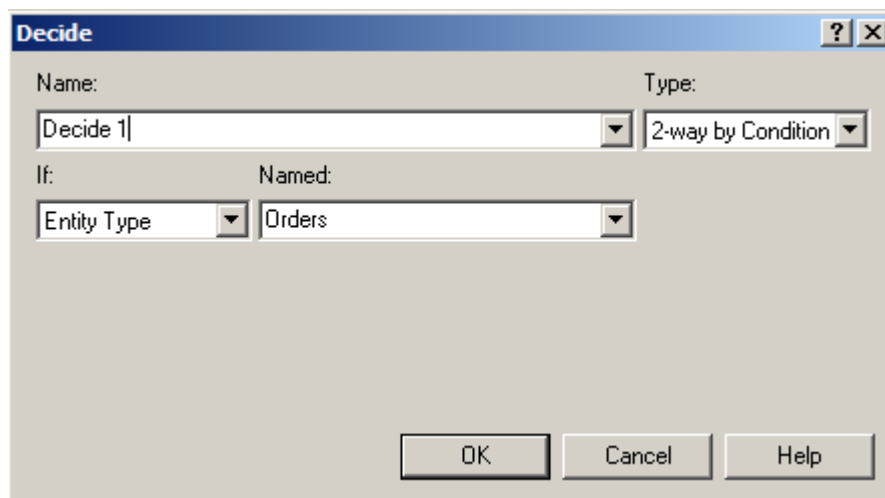 Decide
Name: Type:
Decide 1 2-way by Condition
If: Named:
Entity Type Orders
OK Cancel Help